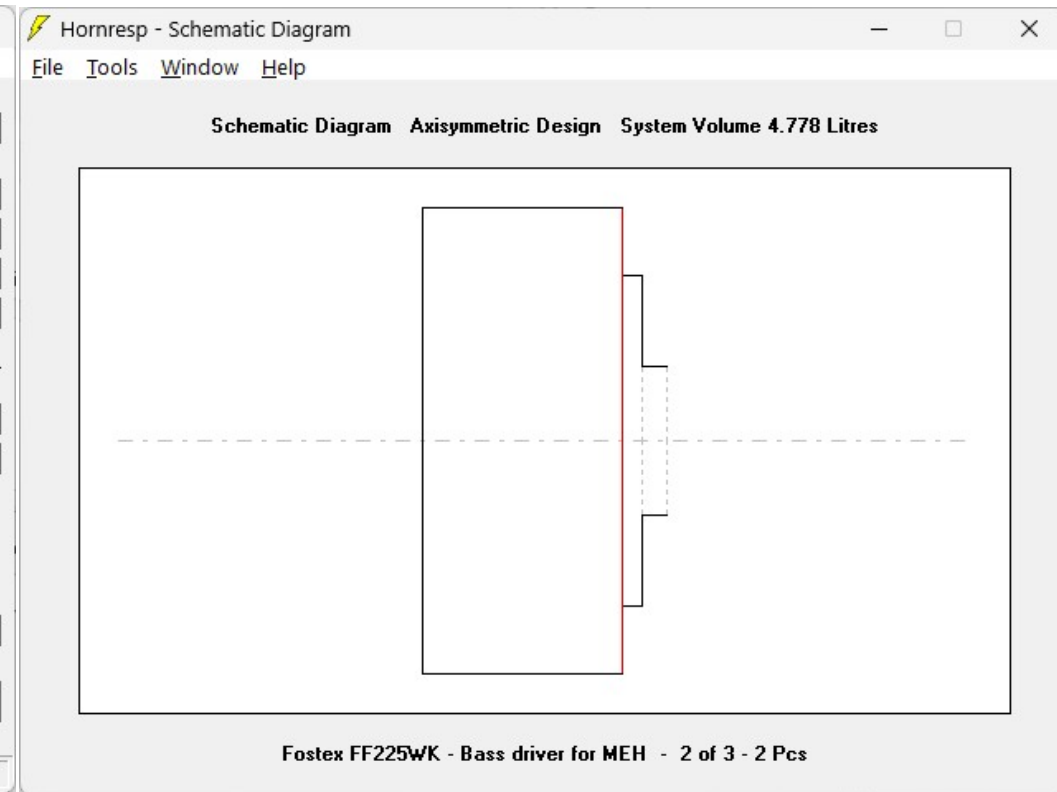 Hornresp - Schematic Diagram
File Tools Window Help
Schematic Diagram Axisymmetric Design System Volume 4.778 Litres
Fostex FF225WK - Bass driver for MEH - 2 of 3 - 2 Pcs